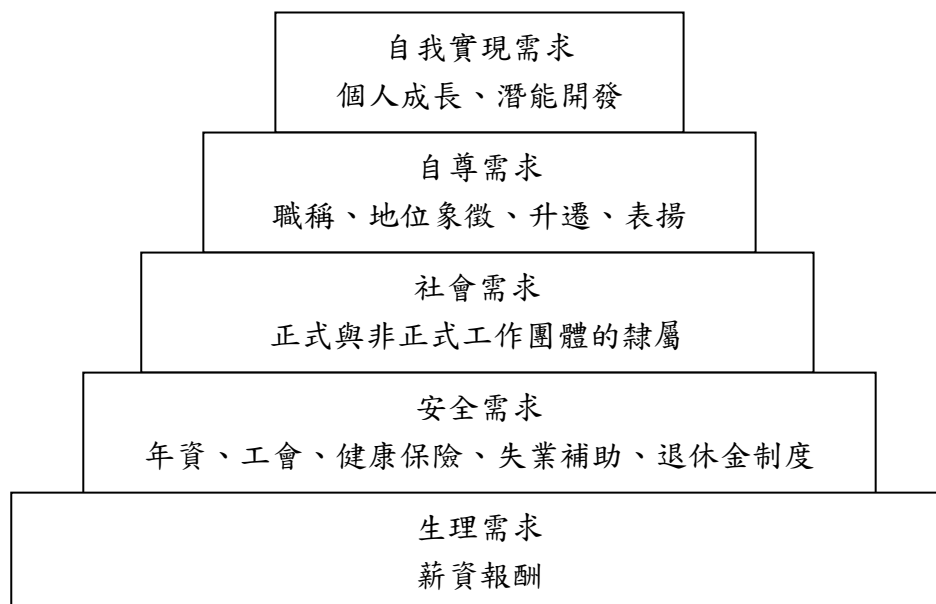 自我實現需求
個人成長、潛能開發
自尊需求
職稱、地位象徵、升遷、表揚
社會需求
正式與非正式工作團體的隸屬
安全需求
年資、工會、健康保險、失業補助、退休金制度
生理需求
薪資報酬